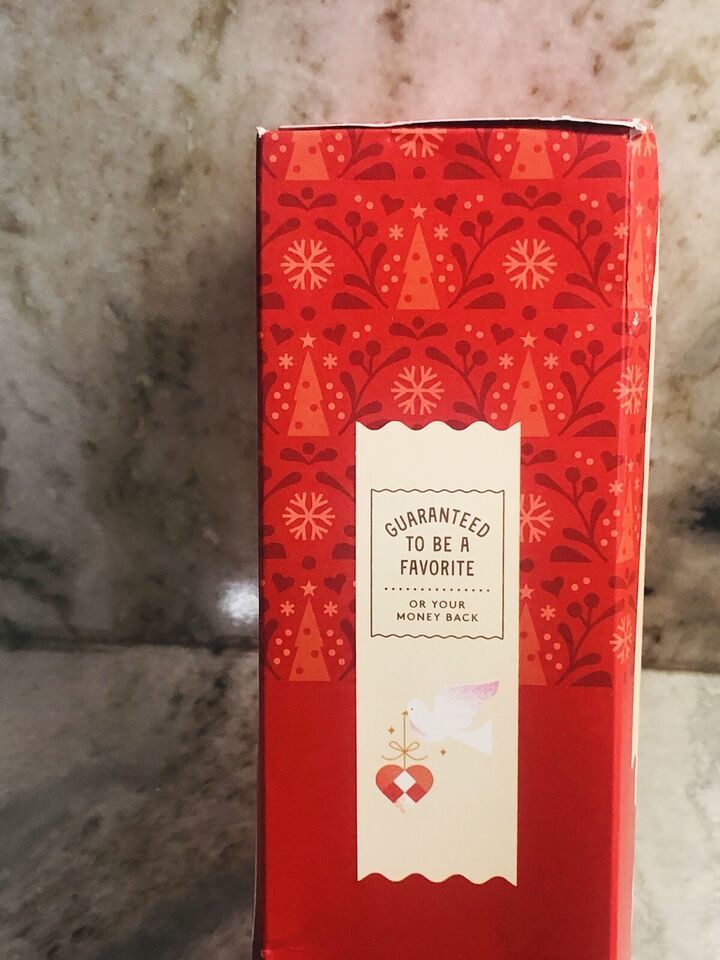 GUARANTEED
TO BE A
FAVORITE
OR YOUR
MONEY BACK